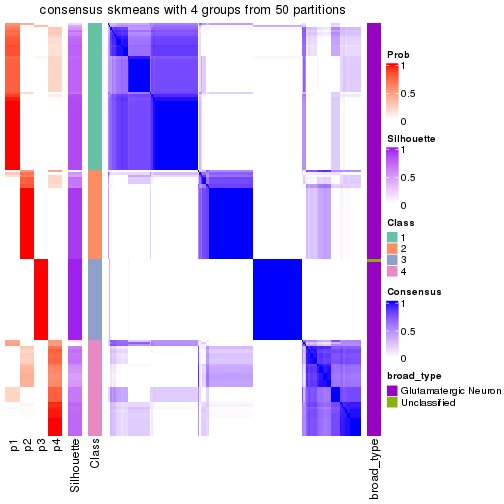 consensus skmeans with 4 groups from 50 partitions
Prob
1
0.5
0
Silhouette
1
0.5
0
Class
1
2
3
4
Consensus
1
0.5
0
broad_type
Glutamatergic Neuron
Unclassified
p1
p2
p3
p4
Silhouette
Class
broad_type